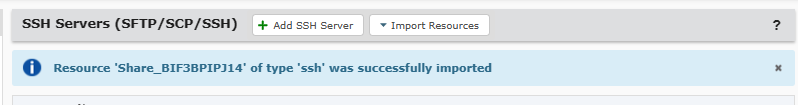 SSH Servers (SFTP/SCP/SSH) + Add SSH Server Import Resources ?
Resource 'Share_BIF3BPIPJ14' of type 'ssh' was successfully imported ×